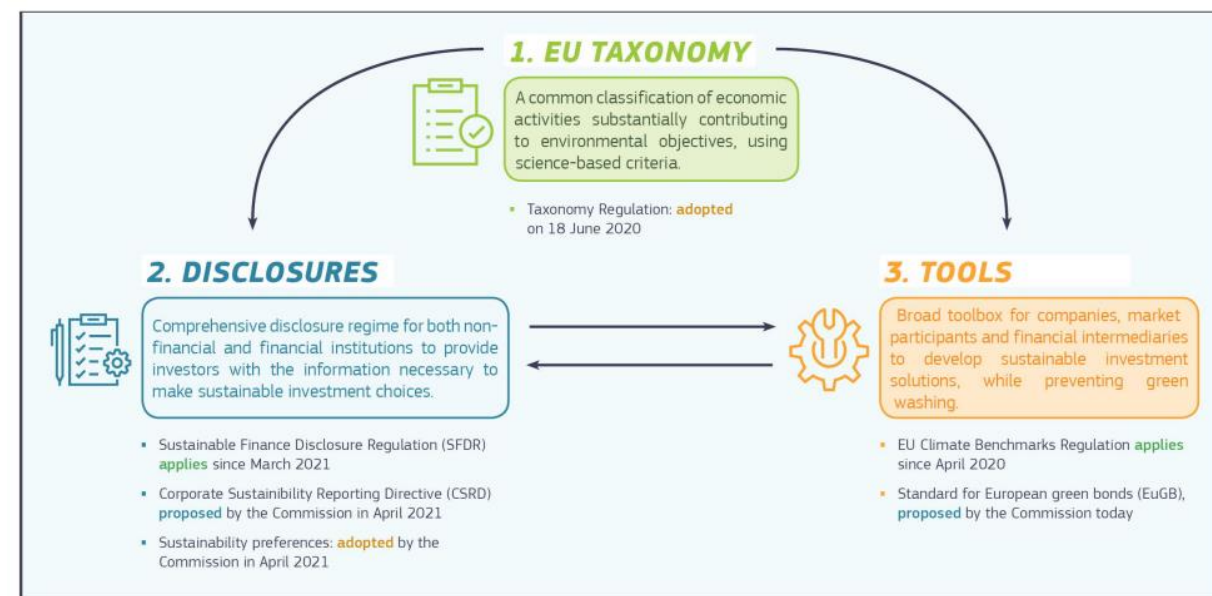 1. EU TAXONOMY
A common classification of economic
activities substantially contributing
to environmental objectives, using
science-based criteria.
▪ Taxonomy Regulation: adopted
on 18 June 2020
2. DISCLOSURES
Comprehensive disclosure regime for both non-
financial and financial institutions to provide
investors with the information necessary to
make sustainable investment choices.
▪ Sustainable Finance Disclosure Regulation (SFDR)
applies since March 2021
▪ Corporate Sustainibility Reporting Directive (CSRD)
proposed by the Commission in April 2021
▪ Sustainability preferences: adopted by the
Commission in April 2021
3. TOOLS
Broad toolbox for companies, market
participants and financial intermediaries
to develop sustainable investment
solutions, while preventing green
washing.
▪ EU Climate Benchmarks Regulation applies
since April 2020
▪ Standard for European green bonds (EuGB),
proposed by the Commission today